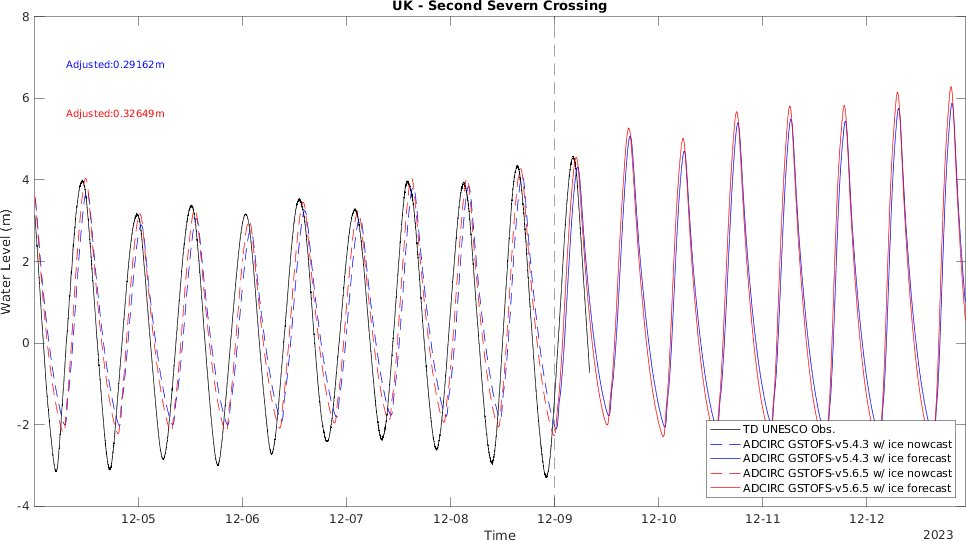 UK - Second Severn Crossing
8
6
4
2
0
-2
-4
Water Level (m)
Adjusted:0.29162m
Adjusted:0.32649m
TD UNESCO Obs.
ADCIRC GSTOFS-v5.4.3 w/ ice nowcast
ADCIRC GSTOFS-v5.4.3 w/ ice forecast
ADCIRC GSTOFS-v5.6.5 w/ ice nowcast
ADCIRC GSTOFS-v5.6.5 w/ ice forecast
12-05 12-06 12-07 12-08 12-09 12-10 12-11 12-12
Time
2023